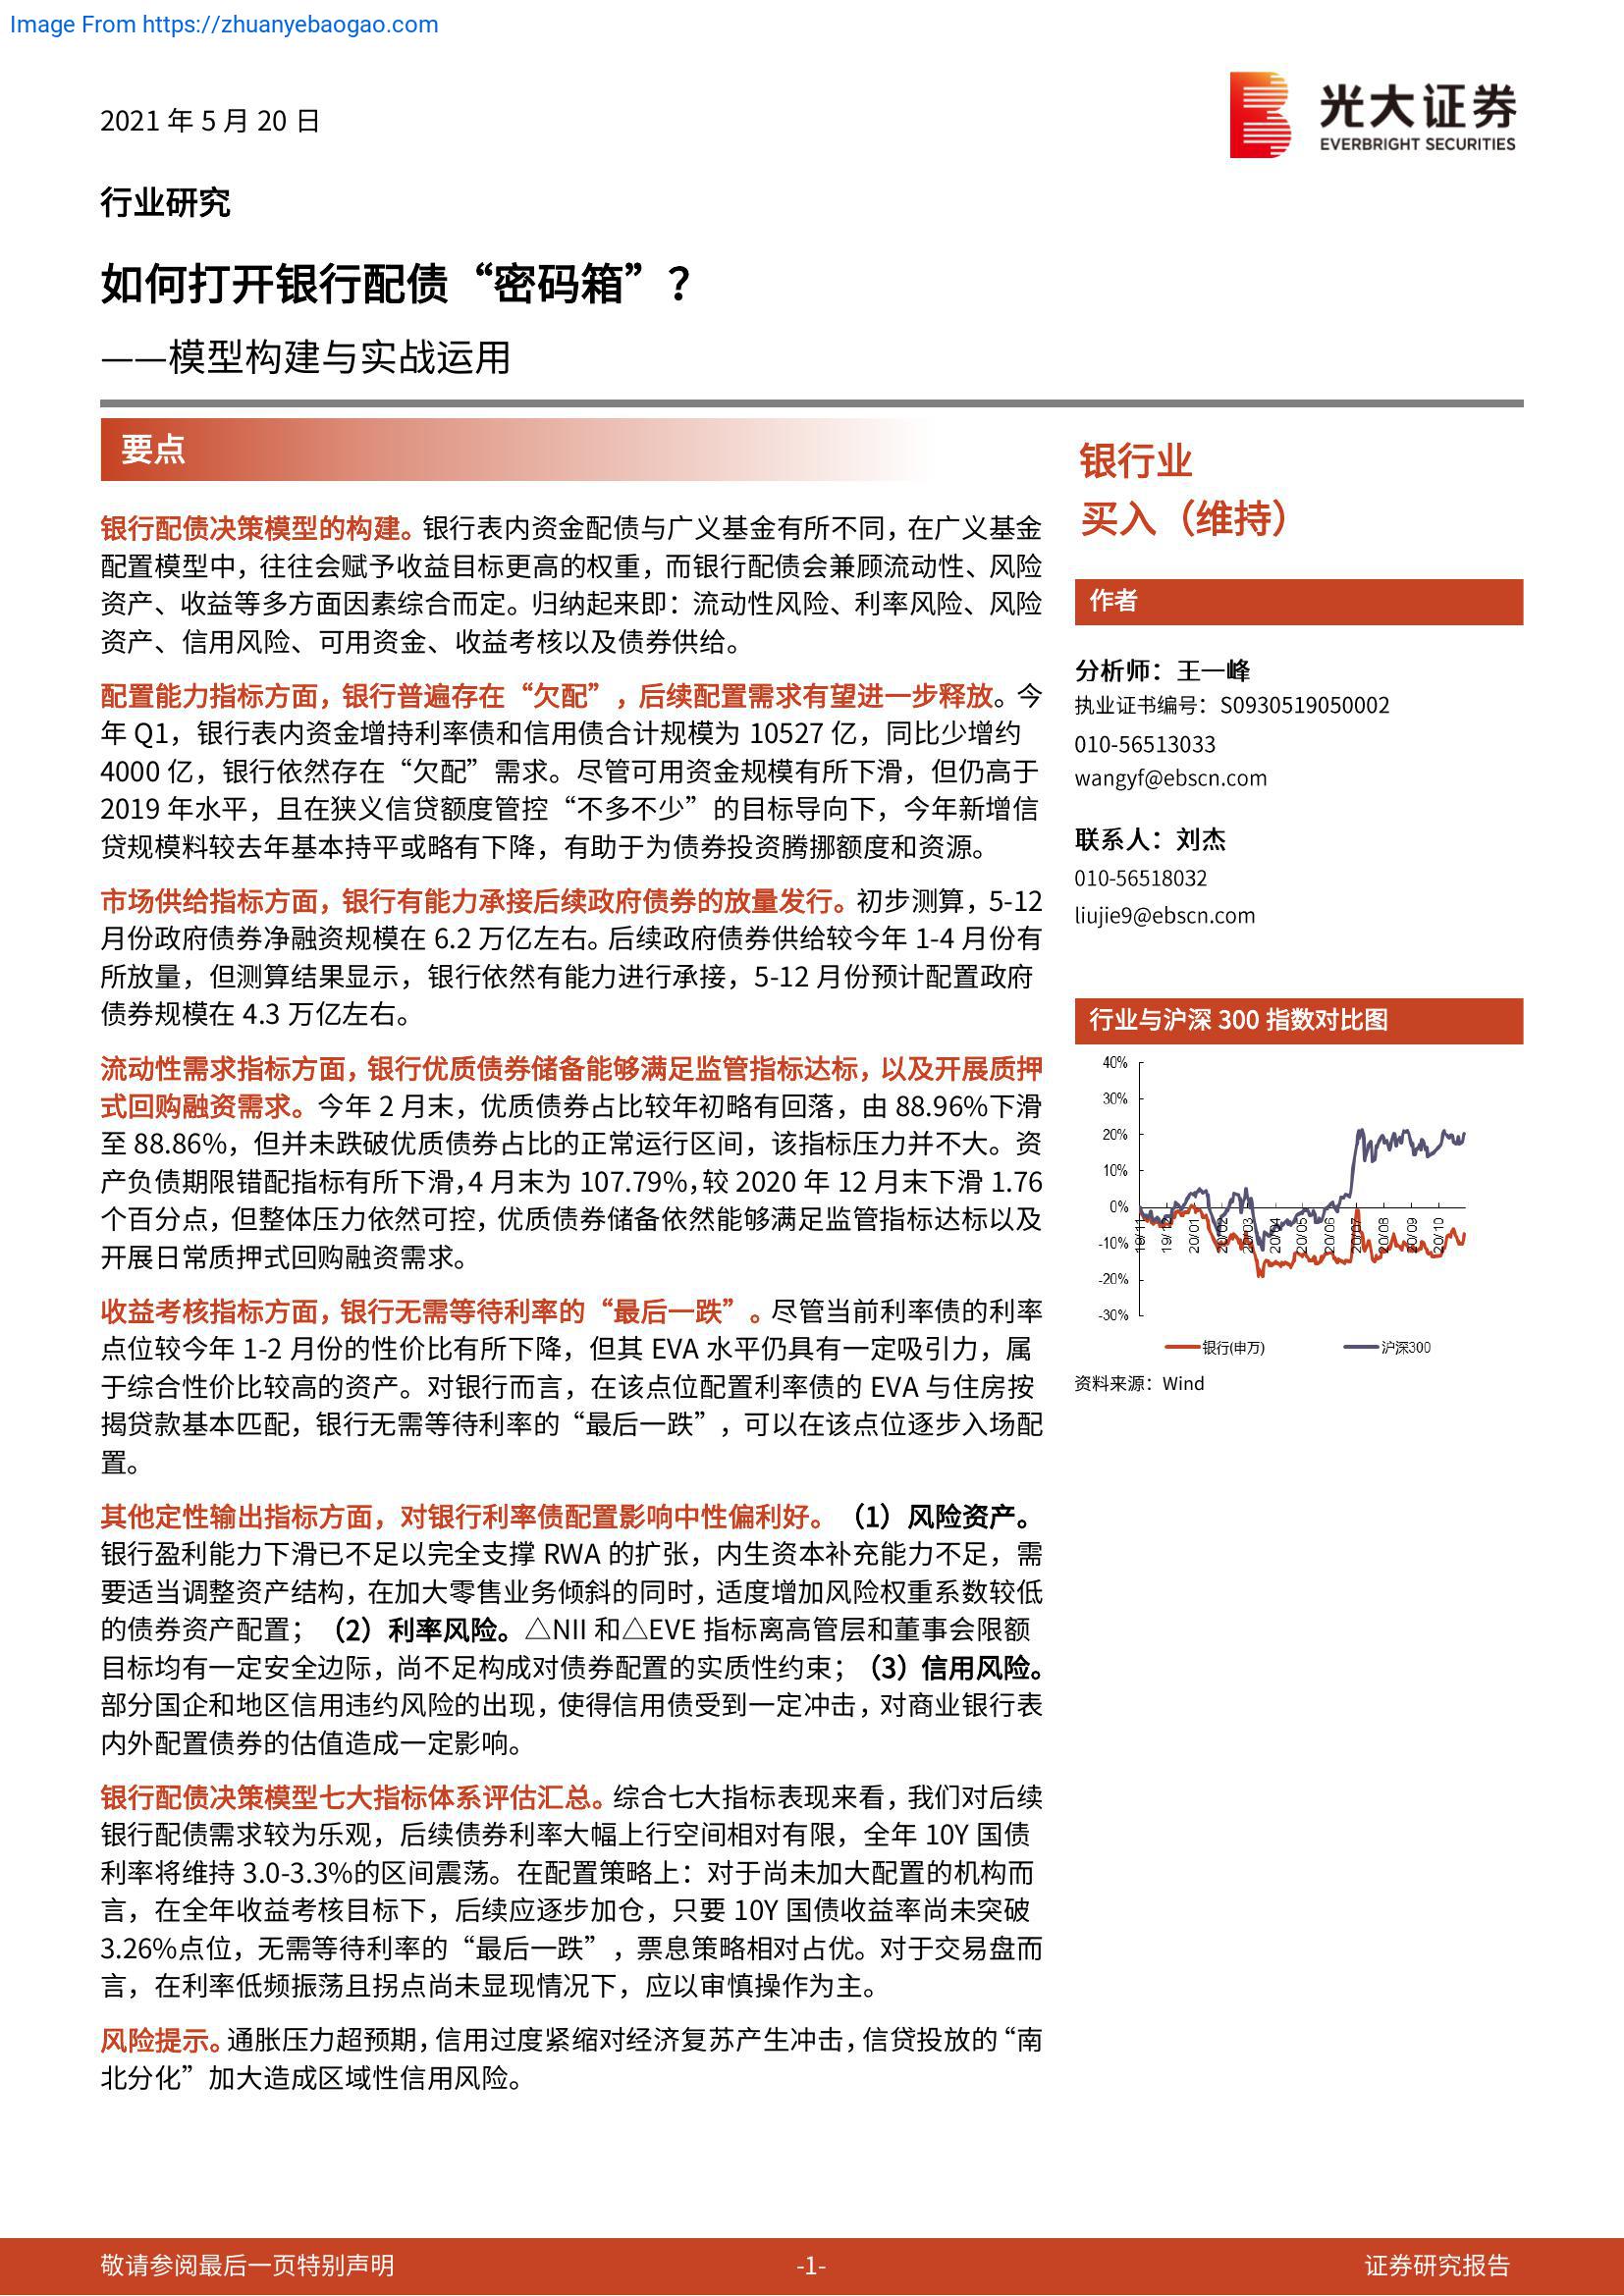 Image From https://zhuanyebaogao.com
2021 年 5 月 20 日
光大证券
EVERBRIGHT SECURITIES
行业研究
如何打开银行配债“密码箱”？
——模型构建与实战运用
要点
银行配债决策模型的构建。银行表内资金配债与广义基金有所不同，在广义基金
配置模型中，往往会赋予收益目标更高的权重，而银行配债会兼顾流动性、风险
资产、收益等多方面因素综合而定。归纳起来即：流动性风险、利率风险、风险
资产、信用风险、可用资金、收益考核以及债券供给。
配置能力指标方面，银行普遍存在“欠配”，后续配置需求有望进一步释放。今
年 Q1，银行表内资金增持利率债和信用债合计规模为 10527 亿，同比少增约
4000 亿，银行依然存在“欠配”需求。尽管可用资金规模有所下滑，但仍高于
2019 年水平，且在狭义信贷额度管控“不多不少”的目标导向下，今年新增信
贷规模料较去年基本持平或略有下降，有助于为债券投资腾挪额度和资源。
市场供给指标方面，银行有能力承接后续政府债券的放量发行。初步测算，5-12
月份政府债券净融资规模在 6.2 万亿左右。后续政府债券供给较今年 1-4 月份有
所放量，但测算结果显示，银行依然有能力进行承接，5-12 月份预计配置政府
债券规模在 4.3 万亿左右。
流动性需求指标方面，银行优质债券储备能够满足监管指标达标，以及开展质押
式回购融资需求。今年 2 月末，优质债券占比较年初略有回落，由 88.96%下滑
至 88.86%，但并未跌破优质债券占比的正常运行区间，该指标压力并不大。资
产负债期限错配指标有所下滑，4 月末为 107.79%，较 2020 年 12 月末下滑 1.76
个百分点，但整体压力依然可控，优质债券储备依然能够满足监管指标达标以及
开展日常质押式回购融资需求。
收益考核指标方面，银行无需等待利率的“最后一跌”。尽管当前利率债的利率
点位较今年 1-2 月份的性价比有所下降，但其 EVA 水平仍具有一定吸引力，属
于综合性价比较高的资产。对银行而言，在该点位配置利率债的 EVA 与住房按
揭贷款基本匹配，银行无需等待利率的“最后一跌”，可以在该点位逐步入场配
置。
其他定性输出指标方面，对银行利率债配置影响中性偏利好。（1）风险资产。
银行盈利能力下滑已不足以完全支撑 RWA 的扩张，内生资本补充能力不足，需
要适当调整资产结构，在加大零售业务倾斜的同时，适度增加风险权重系数较低
的债券资产配置；（2）利率风险。△NII 和△EVE 指标离高管层和董事会限额
目标均有一定安全边际，尚不足构成对债券配置的实质性约束；（3）信用风险。
部分国企和地区信用违约风险的出现，使得信用债受到一定冲击，对商业银行表
内外配置债券的估值造成一定影响。
银行配债决策模型七大指标体系评估汇总。综合七大指标表现来看，我们对后续
银行配债需求较为乐观，后续债券利率大幅上行空间相对有限，全年 10Y 国债
利率将维持 3.0-3.3%的区间震荡。在配置策略上：对于尚未加大配置的机构而
言，在全年收益考核目标下，后续应逐步加仓，只要 10Y 国债收益率尚未突破
3.26%点位，无需等待利率的“最后一跌”，票息策略相对占优。对于交易盘而
言，在利率低频振荡且拐点尚未显现情况下，应以审慎操作为主。
风险提示。通胀压力超预期，信用过度紧缩对经济复苏产生冲击，信贷投放的“南
北分化”加大造成区域性信用风险。
银行业
买入（维持）
作者
分析师：王一峰
执业证书编号：S0930519050002
010-56513033
wangyf@ebscn.com
联系人：刘杰
010-56518032
liujie9@ebscn.com
行业与沪深 300 指数对比图
40%
30%
20%
10%
0%
-10%
-20%
-30%
19/11 19/12 20/01 20/02 20/03 20/04 20/05 20/06 20/07 20/08 20/09 20/10
银行(申万) 沪深300
资料来源：Wind
敬请参阅最后一页特别声明 -1- 证券研究报告